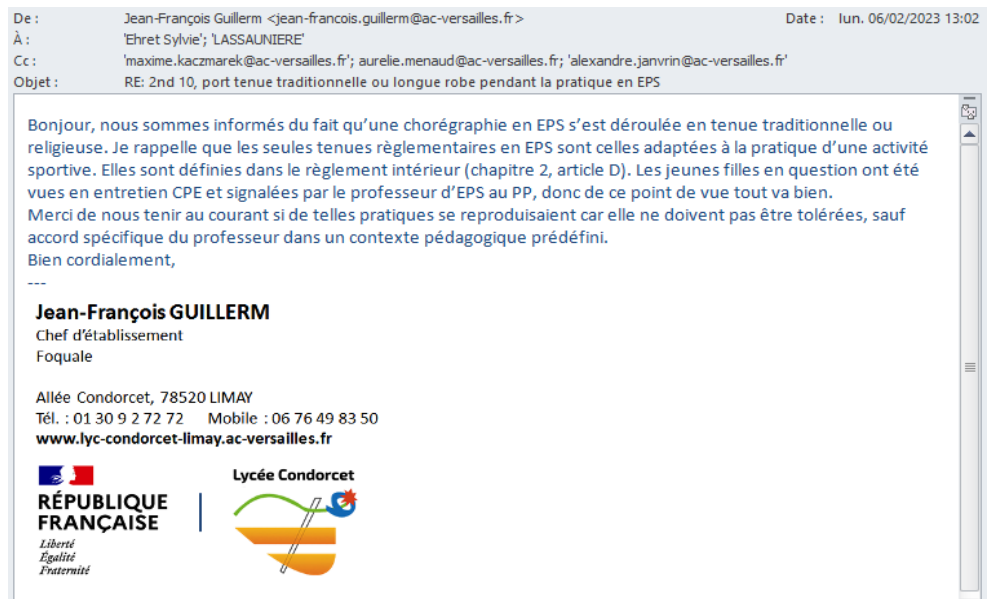 De : Jean-François Guillerm <jean-francois.guillerm@ac-versailles.fr> Date : lun. 06/02/2023 13:02
À : 'Ehret Sylvie'; 'LASSAUNIERE'
Cc : 'maxime.kaczmarek@ac-versailles.fr'; aurelie.menaud@ac-versailles.fr; 'alexandre.janvrin@ac-versailles.fr'
Objet : RE: 2nd 10, port tenue traditionnelle ou longue robe pendant la pratique en EPS
Bonjour, nous sommes informés du fait qu’une chorégraphie en EPS s’est déroulée en tenue traditionnelle ou
religieuse. Je rappelle que les seules tenues règlementaires en EPS sont celles adaptées à la pratique d’une activité
sportive. Elles sont définies dans le règlement intérieur (chapitre 2, article D). Les jeunes filles en question ont été
vues en entretien CPE et signalées par le professeur d’EPS au PP, donc de ce point de vue tout va bien.
Merci de nous tenir au courant si de telles pratiques se reproduisaient car elle ne doivent pas être tolérées, sauf
accord spécifique du professeur dans un contexte pédagogique prédéfini.
Bien cordialement,
---
Jean-François GUILLERM
Chef d’établissement
Foquale
Allée Condorcet, 78520 LIMAY
Tél. : 01 30 9 2 72 72 Mobile : 06 76 49 83 50
www.lyc-condorcet-limay.ac-versailles.fr
RÉPUBLIQUE
FRANÇAISE
Liberté
Égalité
Fraternité
Lycée Condorcet